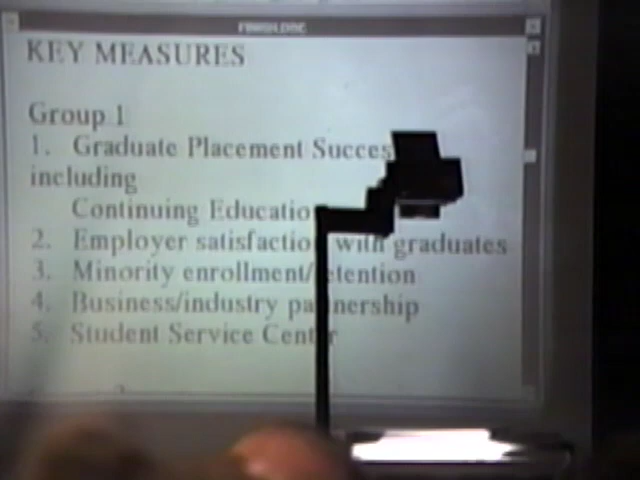 KEY MEASURES
Group 1
1. Graduate Placement Succes
including
Continuing Educatio
2. Employer satisfaction with graduates
3. Minority enrollment/ etention
4. Business/industry pa nership
5. Student Service Cent r